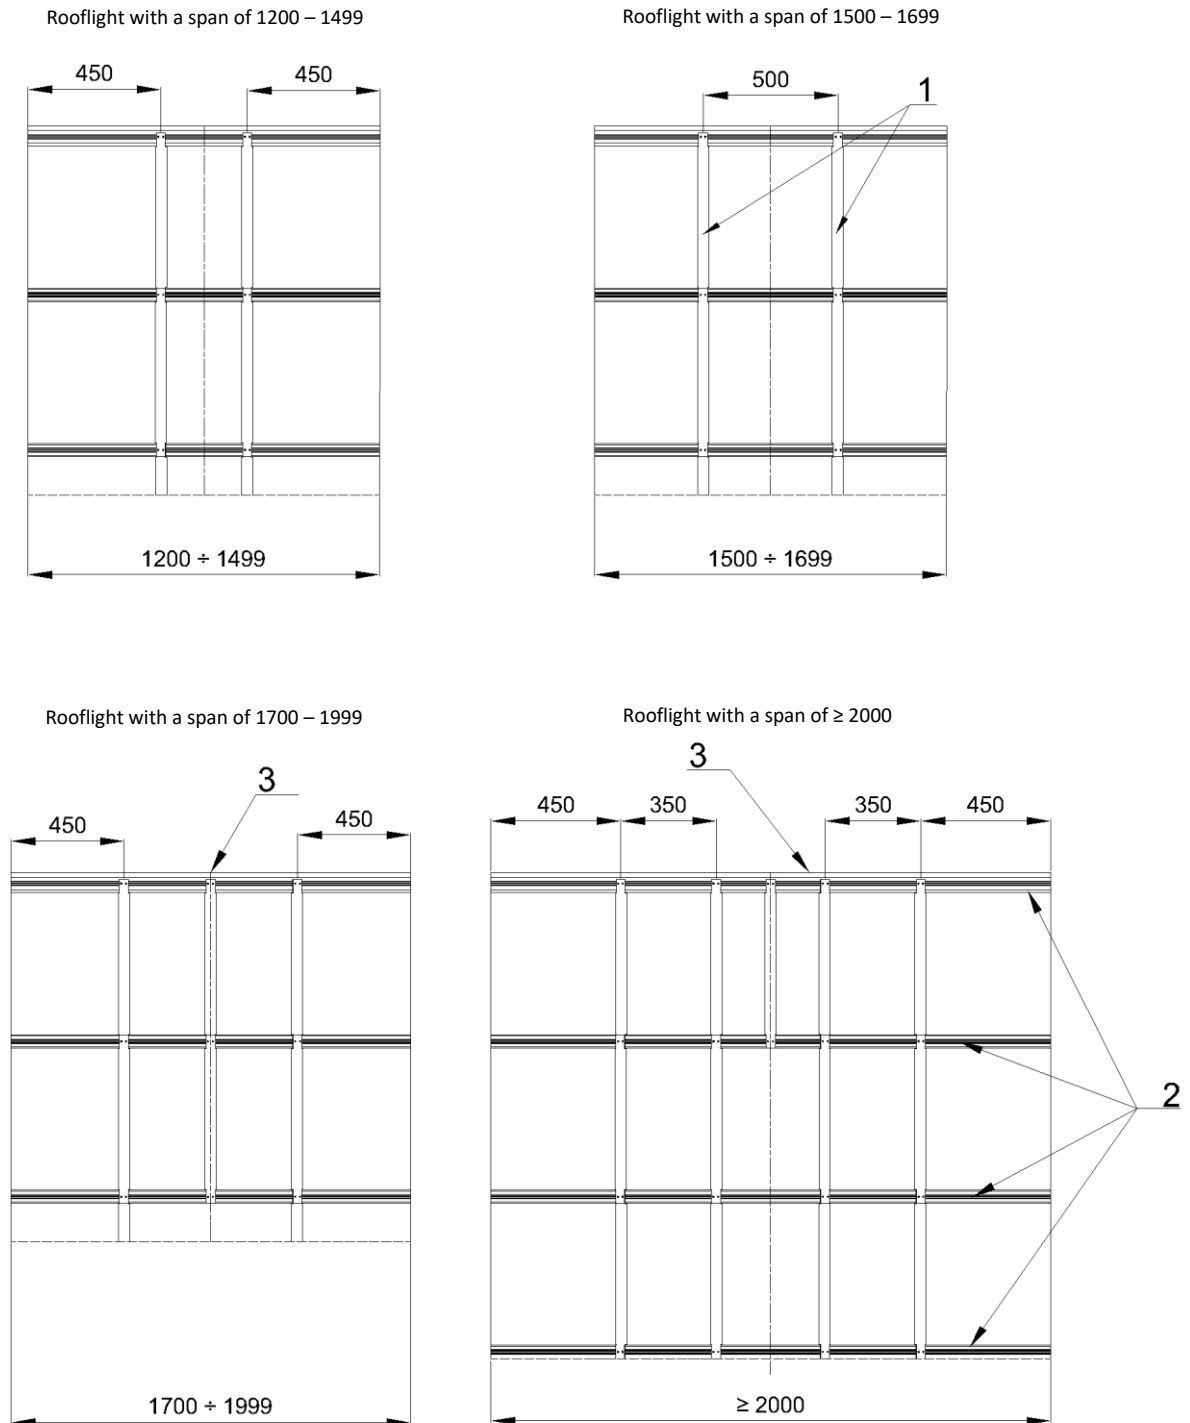 Rooflight with a span of 1200 – 1499
Rooflight with a span of 1500 – 1699
450
450
500
1
1200 ÷ 1499
1500 ÷ 1699
Rooflight with a span of 1700 – 1999
Rooflight with a span of ≥ 2000
3
450
450
3
450
350
350
450
2
1700 ÷ 1999
≥ 2000